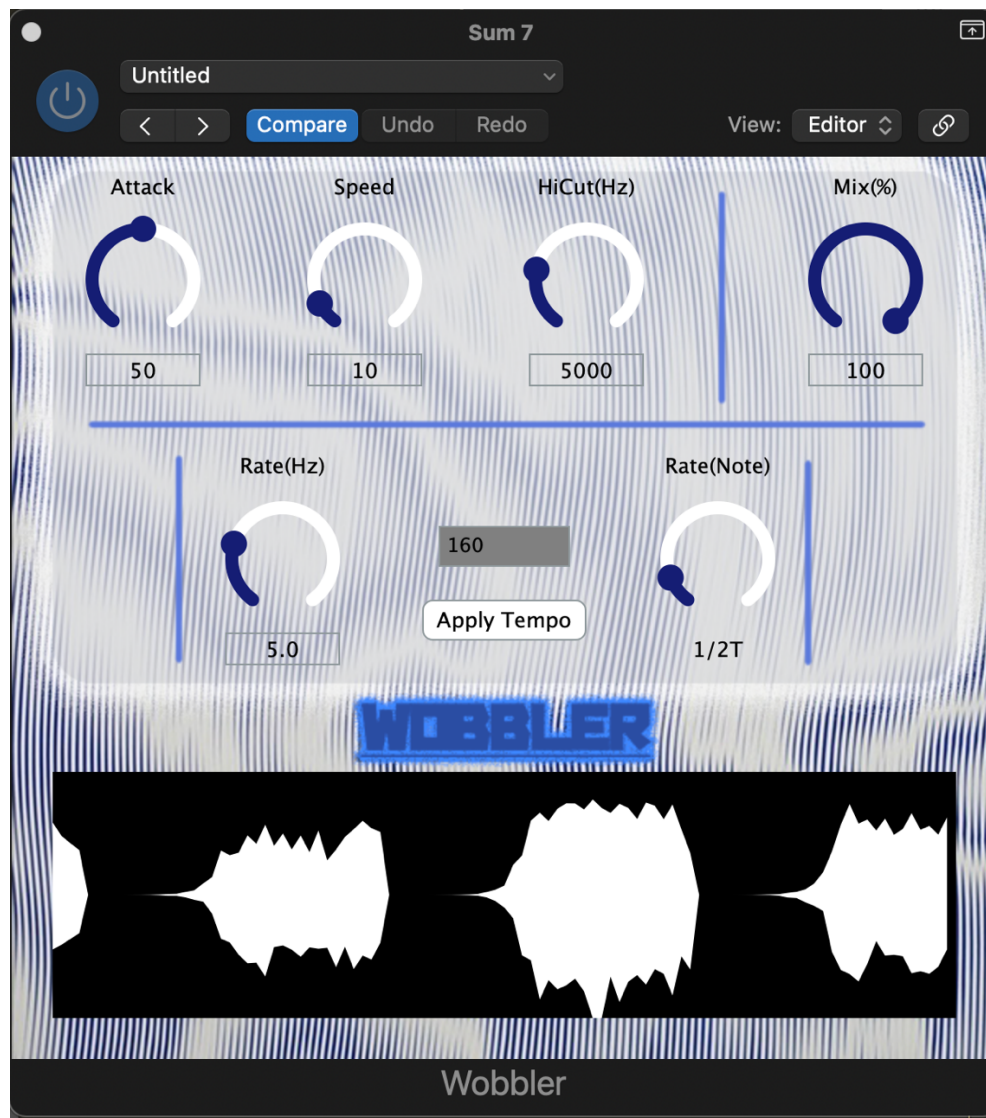 Sum 7
Untitled
Compare Undo Redo View: Editor
Attack Speed HiCut(Hz) Mix(%)
50 10 5000 100
Rate(Hz) Rate(Note)
160
Apply Tempo
5.0 1/2T
WOBBLER
Wobbler